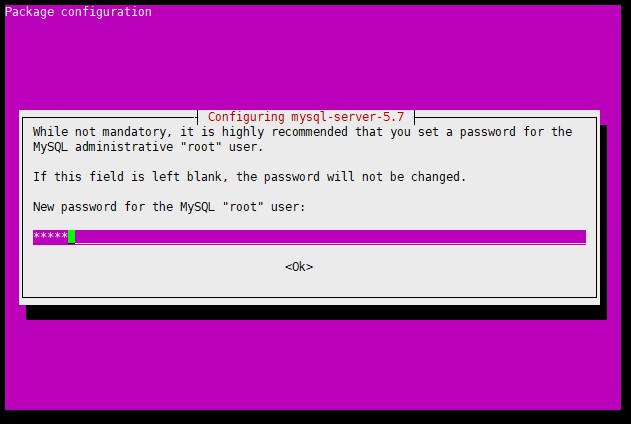 Package configuration
Configuring mysql-server-5.7
While not mandatory, it is highly recommended that you set a password for the
MySQL administrative "root" user.
If this field is left blank, the password will not be changed.
New password for the MySQL "root" user:
*****
<Ok>